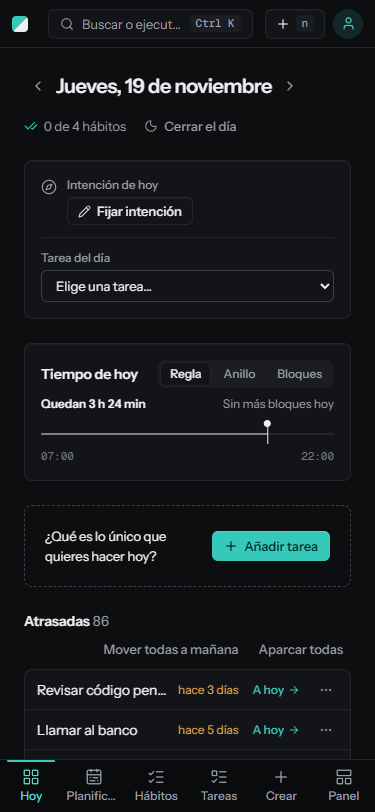 Buscar o ejecut... Ctrl K
n
Jueves, 19 de noviembre
0 de 4 hábitos Cerrar el día
Intención de hoy
Fijar intención
Tarea del día
Elige una tarea...
Tiempo de hoy Regla Anillo Bloques
Quedan 3 h 24 min Sin más bloques hoy
07:00 22:00
¿Qué es lo único que
quieres hacer hoy?
Añadir tarea
Atrasadas 86
Mover todas a mañana Aparcar todas
Revisar código pen... hace 3 días A hoy →
Llamar al banco hace 5 días A hoy →
Hoy Planific... Hábitos Tareas Crear Panel